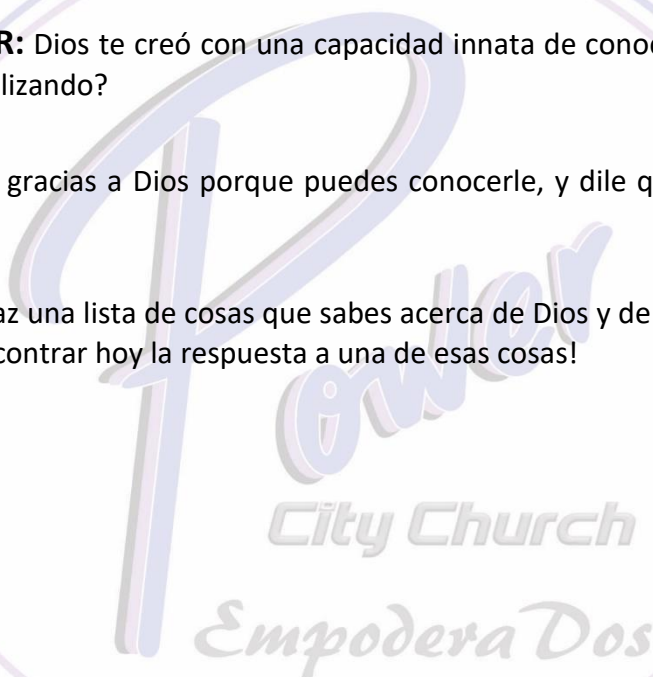 R: Dios te creó con una capacidad innata de cono
lizando?
gracias a Dios porque puedes conocerle, y dile q
az una lista de cosas que sabes acerca de Dios y de
contrar hoy la respuesta a una de esas cosas!
Power
City Church
Empodera Dos